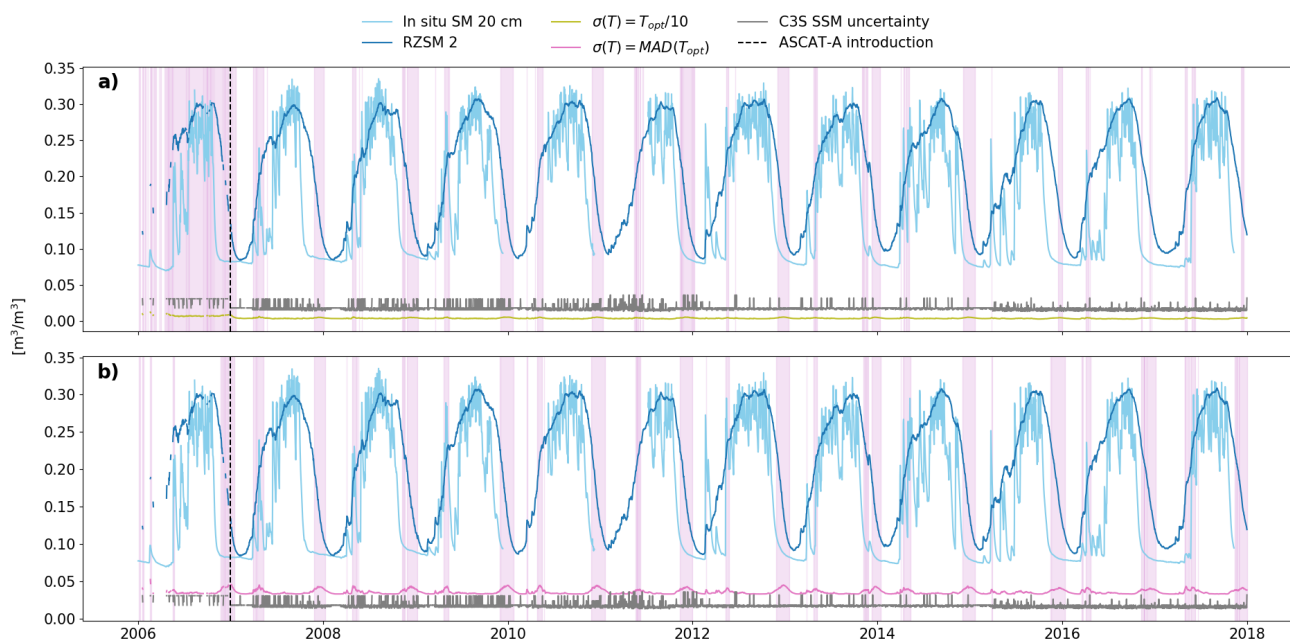 In situ SM 20 cm
RZSM 2
σ(T) = T_opt/10
σ(T) = MAD(T_opt)
C3S SSM uncertainty
ASCAT-A introduction
a)
0.35
0.30
0.25
0.20
0.15
0.10
0.05
0.00
[m³/m³]
b)
0.35
0.30
0.25
0.20
0.15
0.10
0.05
0.00
2006 2008 2010 2012 2014 2016 2018